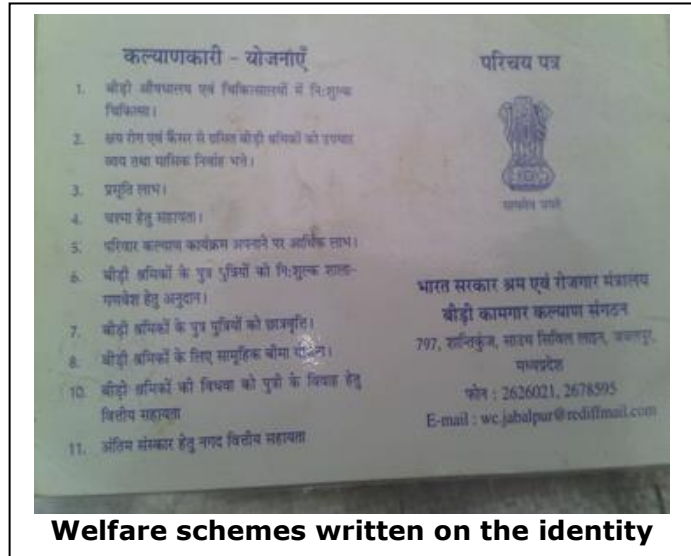 कल्याणकारी - योजनाएँ
1. बीड़ी औषधालय एवं चिकित्सालयों में नि:शुल्क
चिकित्सा।
2. क्षय रोग एवं कैंसर से ग्रसित बीड़ी श्रमिकों को उपचार
व्यय तथा मासिक निर्वाह भत्ते।
3. प्रसूति लाभ।
4. चश्मा हेतु सहायता।
5. परिवार कल्याण कार्यक्रम अपनाने पर आर्थिक लाभ।
6. बीड़ी श्रमिकों के पुत्र पुत्रियों को नि:शुल्क शाला-
गणवेश हेतु अनुदान।
7. बीड़ी श्रमिकों के पुत्र पुत्रियों को छात्रवृति।
8. बीड़ी श्रमिकों के लिए सामूहिक बीमा
10. बीड़ी श्रमिकों की विधवा को पुत्री के विवाह हेतु
वित्तीय सहायता
11. अंतिम संस्कार हेतु नगद वित्तीय सहायता
परिचय पत्र
सत्यमेव जयते
भारत सरकार श्रम एवं रोजगार मंत्रालय
बीड़ी कामगार कल्याण संगठन
797, शान्तिकुंज, साउथ सिविल लाइन, जबलपुर,
मध्यप्रदेश
फोन : 2626021, 2678595
E-mail : wc.jabalpur@rediffmail.com
Welfare schemes written on the identity